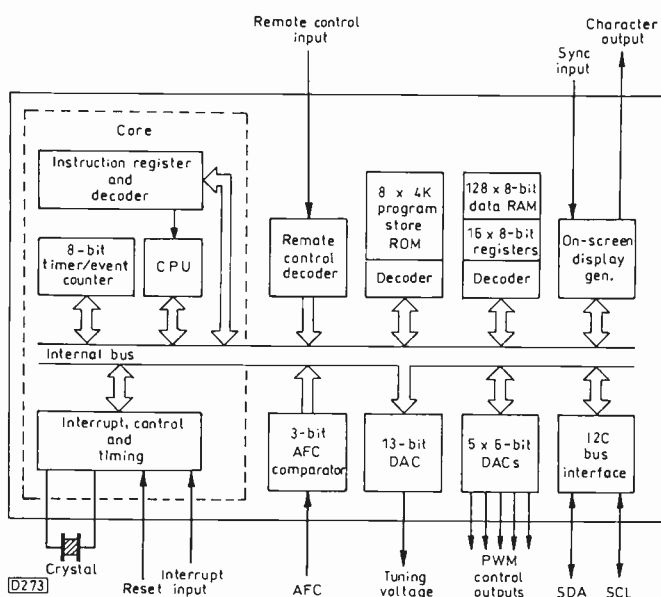 Remote control
input
Character
output
Sync
input
Core
Instruction register
and
decoder
8-bit
timer/event
counter
CPU
Remote
control
decoder
8 x 4K
program
store
ROM
Decoder
128 x 8-bit
data RAM
16 x 8-bit
registers
Decoder
On-screen
display
gen.
Internal bus
Interrupt, control
and
timing
3-bit
AFC
comparator
13-bit
DAC
5 x 6-bit
DACs
I2C
bus
interface
Crystal
Reset
Interrupt
input
AFC
Tuning
voltage
PWM
control
outputs
SDA
SCL
D273